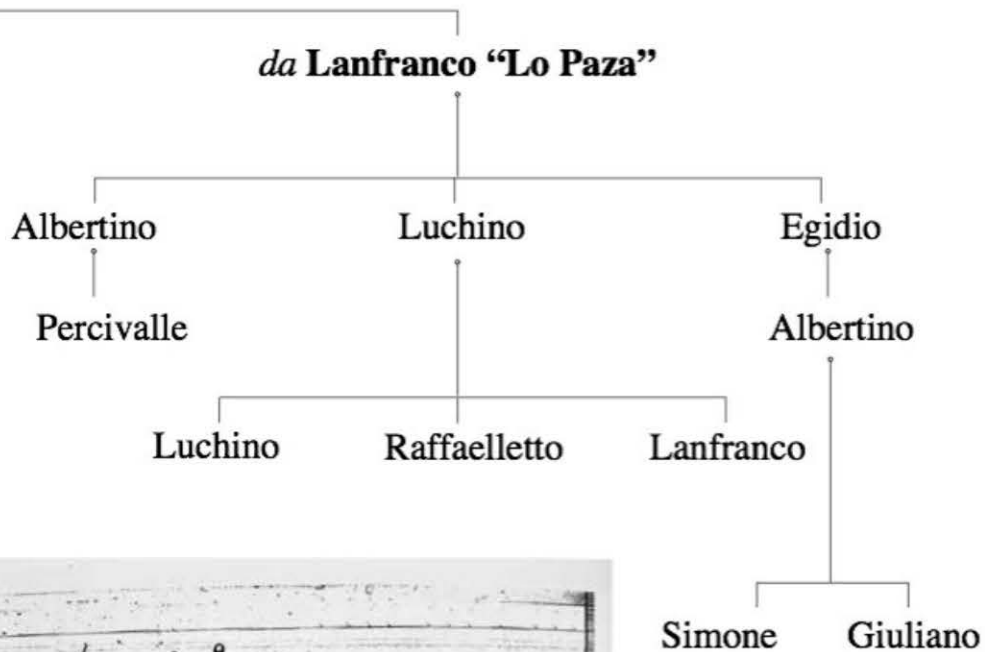 da Lanfranco “Lo Paza”
Albertino Luchino Egidio
Percivalle Albertino
Luchino Raffaelletto Lanfranco
Simone Giuliano